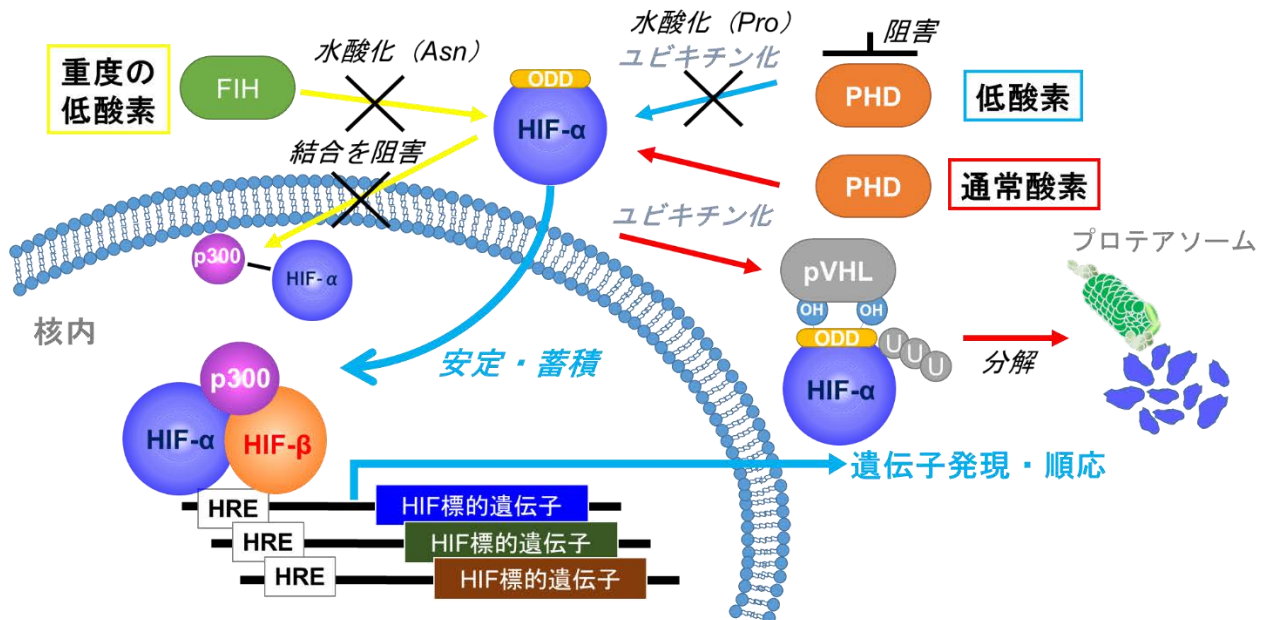 重度の
低酸素
FIH
水酸化（Asn）
ODD
HIF-α
水酸化（Pro）
ユビキチン化
阻害
PHD
低酸素
結合を阻害
PHD
通常酸素
ユビキチン化
p300
HIF-α
核内
安定・蓄積
pVHL
OH
OH
ODD
HIF-α
U
U
U
分解
プロテアソーム
p300
HIF-α
HIF-β
遺伝子発現・順応
HRE
HIF標的遺伝子
HRE
HIF標的遺伝子
HRE
HIF標的遺伝子